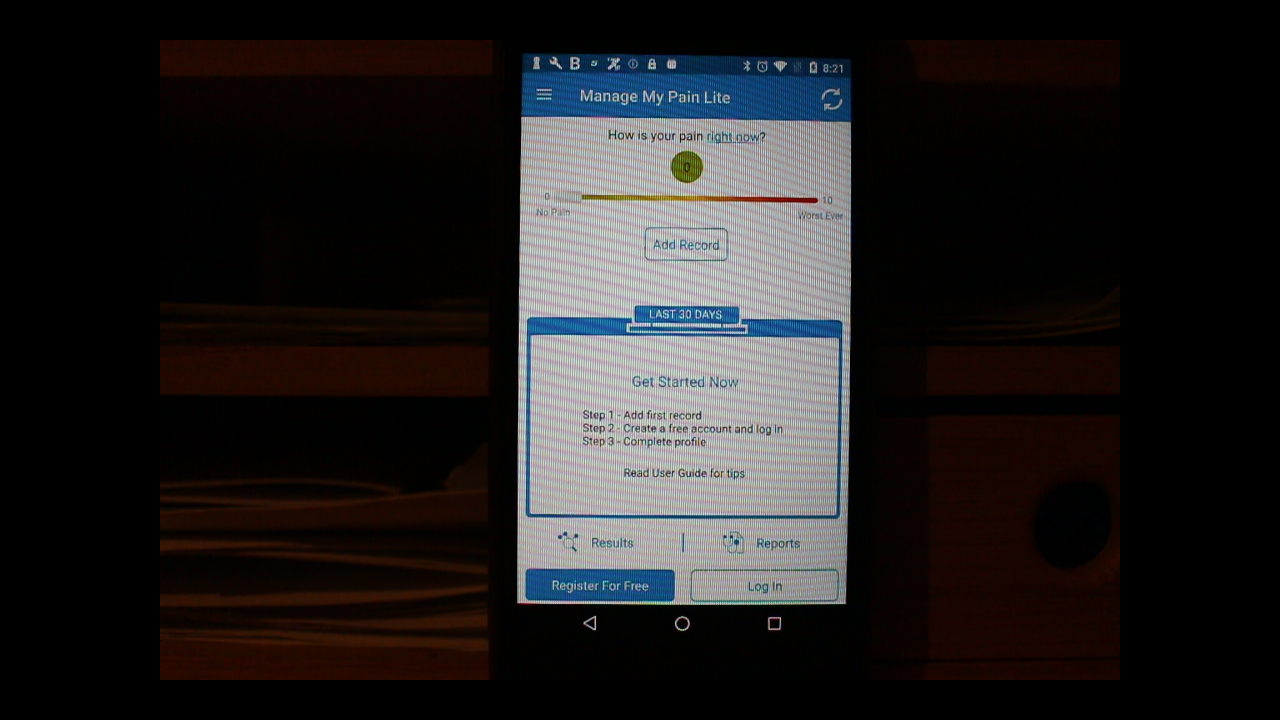 8:21
Manage My Pain Lite
How is your pain right now?
0
0
10
No Pain
Worst Ever
Add Record
LAST 30 DAYS
Get Started Now
Step 1 - Add first record
Step 2 - Create a free account and log in
Step 3 - Complete profile
Read User Guide for tips
Results | Reports
Register For Free
Log In